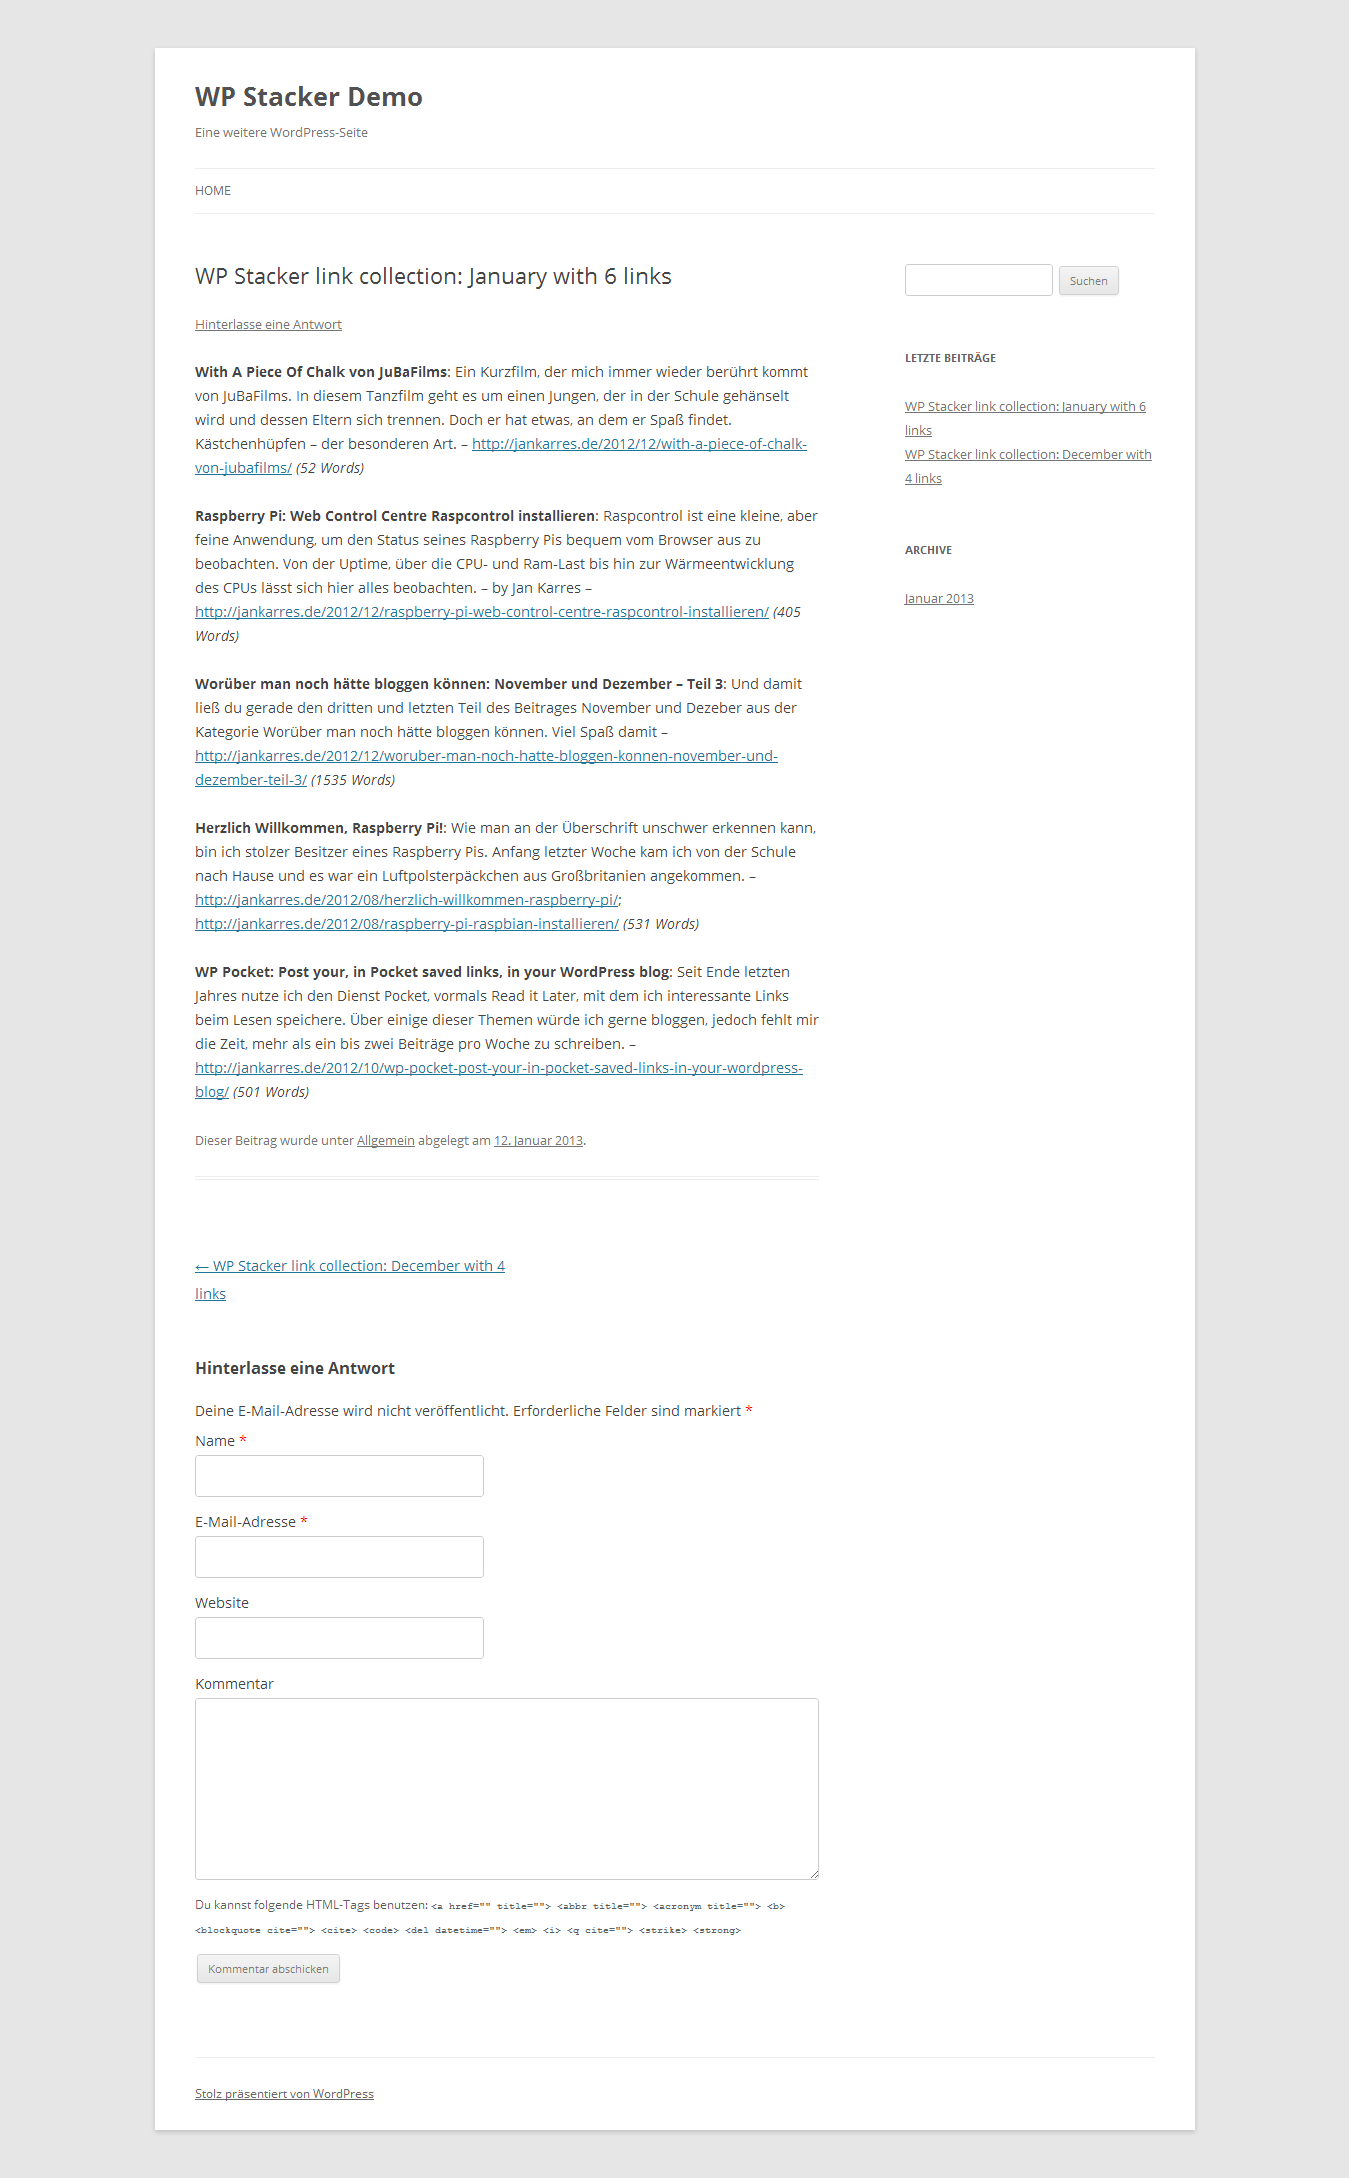 WP Stacker Demo
Eine weitere WordPress-Seite
HOME
WP Stacker link collection: January with 6 links
Hinterlasse eine Antwort
With A Piece Of Chalk von JuBaFilms: Ein Kurzfilm, der mich immer wieder berührt kommt
von JuBaFilms. In diesem Tanzfilm geht es um einen Jungen, der in der Schule gehänselt
wird und dessen Eltern sich trennen. Doch er hat etwas, an dem er Spaß findet.
Kästchenhüpfen – der besonderen Art. – http://jankarres.de/2012/12/with-a-piece-of-chalk-
von-jubafilms/ (52 Words)
Raspberry Pi: Web Control Centre Raspcontrol installieren: Raspcontrol ist eine kleine, aber
feine Anwendung, um den Status seines Raspberry Pis bequem vom Browser aus zu
beobachten. Von der Uptime, über die CPU- und Ram-Last bis hin zur Wärmeentwicklung
des CPUs lässt sich hier alles beobachten. – by Jan Karres –
http://jankarres.de/2012/12/raspberry-pi-web-control-centre-raspcontrol-installieren/ (405
Words)
Worüber man noch hätte bloggen können: November und Dezember – Teil 3: Und damit
ließ du gerade den dritten und letzten Teil des Beitrages November und Dezeber aus der
Kategorie Worüber man noch hätte bloggen können. Viel Spaß damit –
http://jankarres.de/2012/12/woruber-man-noch-hatte-bloggen-konnen-november-und-
dezember-teil-3/ (1535 Words)
Herzlich Willkommen, Raspberry Pi!: Wie man an der Überschrift unschwer erkennen kann,
bin ich stolzer Besitzer eines Raspberry Pis. Anfang letzter Woche kam ich von der Schule
nach Hause und es war ein Luftpolsterpäckchen aus Großbritanien angekommen. –
http://jankarres.de/2012/08/herzlich-willkommen-raspberry-pi/;
http://jankarres.de/2012/08/raspberry-pi-raspbian-installieren/ (531 Words)
WP Pocket: Post your, in Pocket saved links, in your WordPress blog: Seit Ende letzten
Jahres nutze ich den Dienst Pocket, vormals Read it Later, mit dem ich interessante Links
beim Lesen speichere. Über einige dieser Themen würde ich gerne bloggen, jedoch fehlt mir
die Zeit, mehr als ein bis zwei Beiträge pro Woche zu schreiben. –
http://jankarres.de/2012/10/wp-pocket-post-your-in-pocket-saved-links-in-your-wordpress-
blog/ (501 Words)
Dieser Beitrag wurde unter Allgemein abgelegt am 12. Januar 2013.
← WP Stacker link collection: December with 4
links
Hinterlasse eine Antwort
Deine E-Mail-Adresse wird nicht veröffentlicht. Erforderliche Felder sind markiert *
Name *
E-Mail-Adresse *
Website
Kommentar
Du kannst folgende HTML-Tags benutzen: <a href="" title=""> <abbr title=""> <acronym title=""> <b>
<blockquote cite=""> <cite> <code> <del datetime=""> <em> <i> <q cite=""> <strike> <strong>
Kommentar abschicken
Suchen
LETZTE BEITRÄGE
WP Stacker link collection: January with 6
links
WP Stacker link collection: December with
4 links
ARCHIVE
Januar 2013
Stolz präsentiert von WordPress